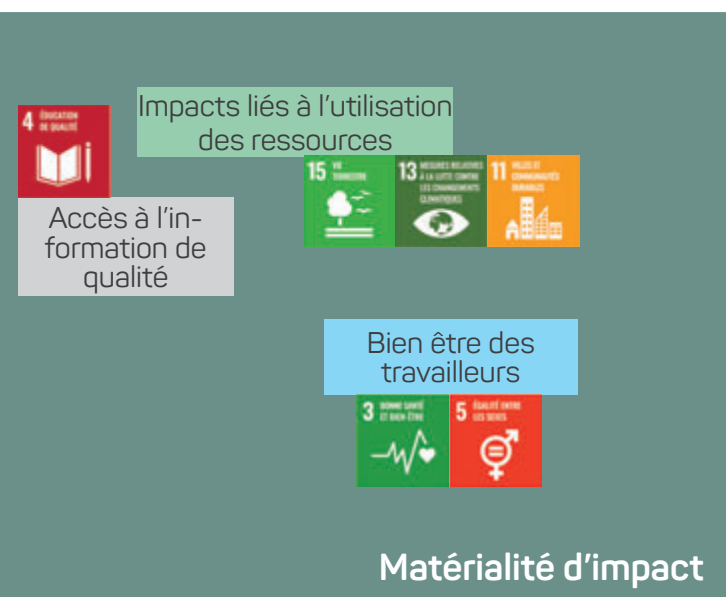 Impacts liés à l'utilisation
des ressources
4 ÉDUCATION
DE QUALITÉ
Accès à l'in-
formation de
qualité
15 VIE
TERRESTRE
13 MESURES RELATIVES
À LA LUTTE CONTRE
LES CHANGEMENTS
CLIMATIQUES
11 VILLES ET
COMMUNAUTÉS
DURABLES
Bien être des
travailleurs
3 BONNE SANTÉ
ET BIEN-ÊTRE
5 ÉGALITÉ ENTRE
LES SEXES
Matérialité d'impact